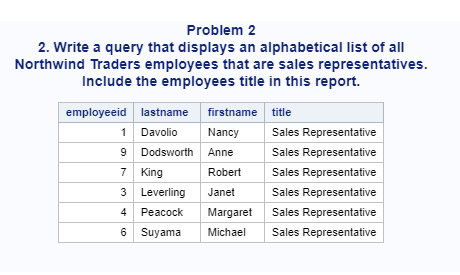 Problem 2
2. Write a query that displays an alphabetical list of all
Northwind Traders employees that are sales representatives.
Include the employees title in this report.
employeeid lastname firstname title
1 Davolio Nancy Sales Representative
9 Dodsworth Anne Sales Representative
7 King Robert Sales Representative
3 Leverling Janet Sales Representative
4 Peacock Margaret Sales Representative
6 Suyama Michael Sales Representative